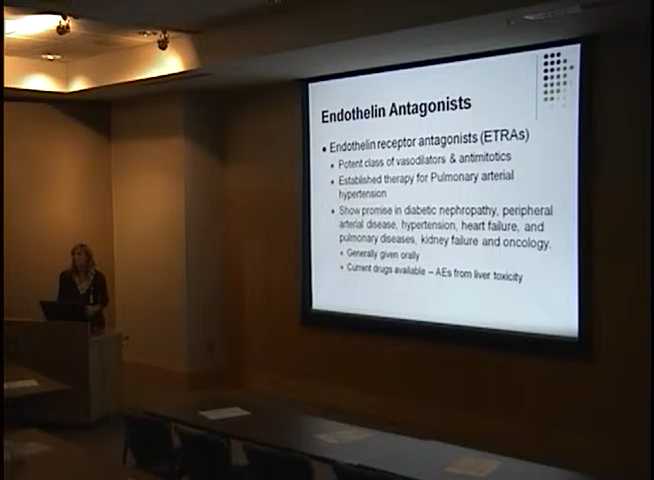 Endothelin Antagonists
• Endothelin receptor antagonists (ETRAs)
• Potent class of vasodilators & antimitotics
• Established therapy for Pulmonary arterial
hypertension
• Show promise in diabetic nephropathy, peripheral
arterial disease, hypertension, heart failure, and
pulmonary diseases, kidney failure and oncology.
• Generally given orally
• Current drugs available – AEs from liver toxicity